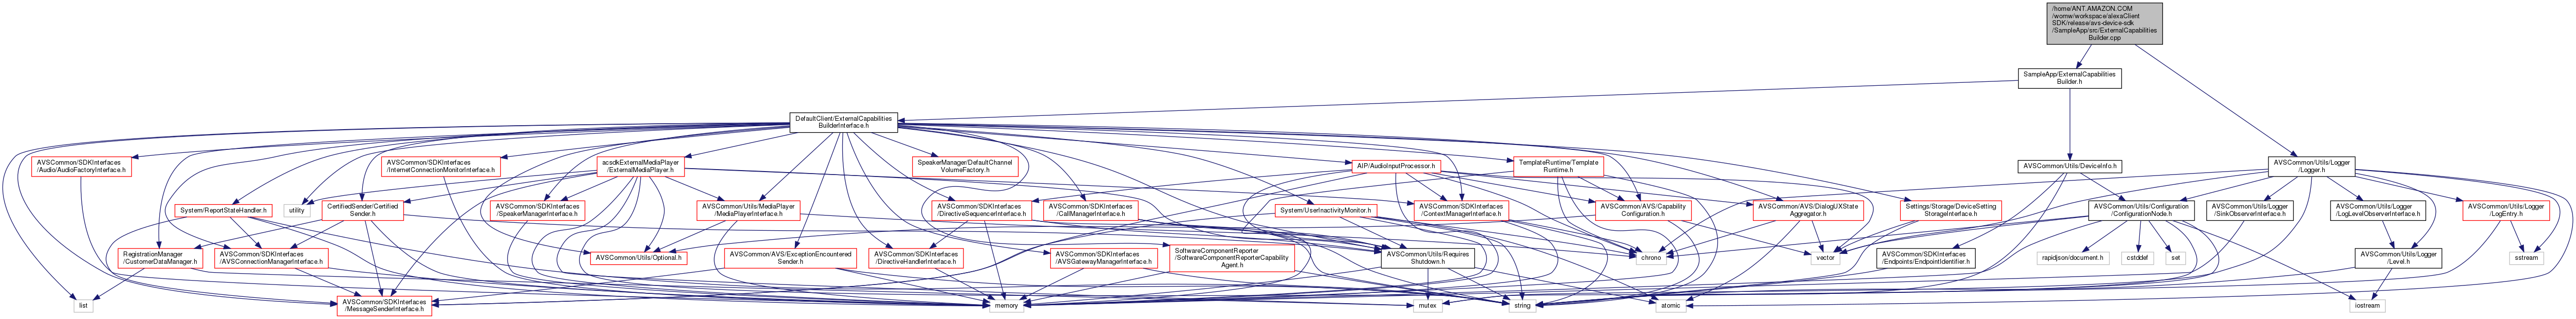 /home/ANT.AMAZON.COM
/womw/workspace/alexaClient
SDK/release/avs-device-sdk
/SampleApp/src/ExternalCapabilities
Builder.cpp
SampleApp/ExternalCapabilities
Builder.h
DefaultClient/ExternalCapabilities
BuilderInterface.h
AVSCommon/SDKInterfaces
/Audio/AudioFactoryInterface.h
AVSCommon/SDKInterfaces
/InternetConnectionMonitorInterface.h
acsdkExternalMediaPlayer
/ExternalMediaPlayer.h
SpeakerManager/DefaultChannel
VolumeFactory.h
AIP/AudioInputProcessor.h
TemplateRuntime/Template
Runtime.h
AVSCommon/Utils/DeviceInfo.h
AVSCommon/Utils/Logger
/Logger.h
System/ReportStateHandler.h
utility
CertifiedSender/Certified
Sender.h
AVSCommon/SDKInterfaces
/SpeakerManagerInterface.h
AVSCommon/Utils/MediaPlayer
/MediaPlayerInterface.h
AVSCommon/SDKInterfaces
/DirectiveSequencerInterface.h
AVSCommon/SDKInterfaces
/CallManagerInterface.h
System/UserInactivityMonitor.h
AVSCommon/SDKInterfaces
/ContextManagerInterface.h
AVSCommon/AVS/Capability
Configuration.h
AVSCommon/AVS/DialogUXState
Aggregator.h
Settings/Storage/DeviceSetting
StorageInterface.h
AVSCommon/Utils/Configuration
/ConfigurationNode.h
AVSCommon/Utils/Logger
/SinkObserverInterface.h
AVSCommon/Utils/Logger
/LogLevelObserverInterface.h
AVSCommon/Utils/Logger
/LogEntry.h
RegistrationManager
/CustomerDataManager.h
AVSCommon/SDKInterfaces
/AVSConnectionManagerInterface.h
AVSCommon/Utils/Optional.h
AVSCommon/AVS/ExceptionEncountered
Sender.h
AVSCommon/SDKInterfaces
/DirectiveHandlerInterface.h
AVSCommon/SDKInterfaces
/AVSGatewayManagerInterface.h
SoftwareComponentReporter
/SoftwareComponentReporterCapability
Agent.h
AVSCommon/Utils/Requires
Shutdown.h
chrono
vector
AVSCommon/SDKInterfaces
/Endpoints/EndpointIdentifier.h
rapidjson/document.h
cstddef
set
AVSCommon/Utils/Logger
/Level.h
sstream
list
AVSCommon/SDKInterfaces
/MessageSenderInterface.h
memory
mutex
string
atomic
iostream